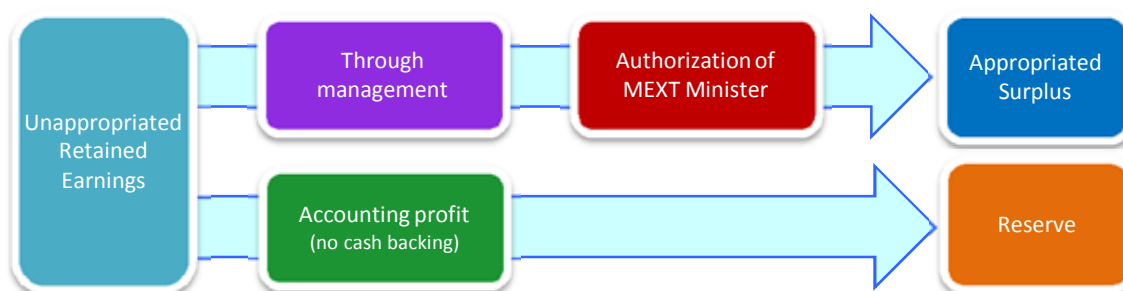 Unappropriated
Retained
Earnings
Through
management
Authorization of
MEXT Minister
Appropriated
Surplus
Accounting profit
(no cash backing)
Reserve